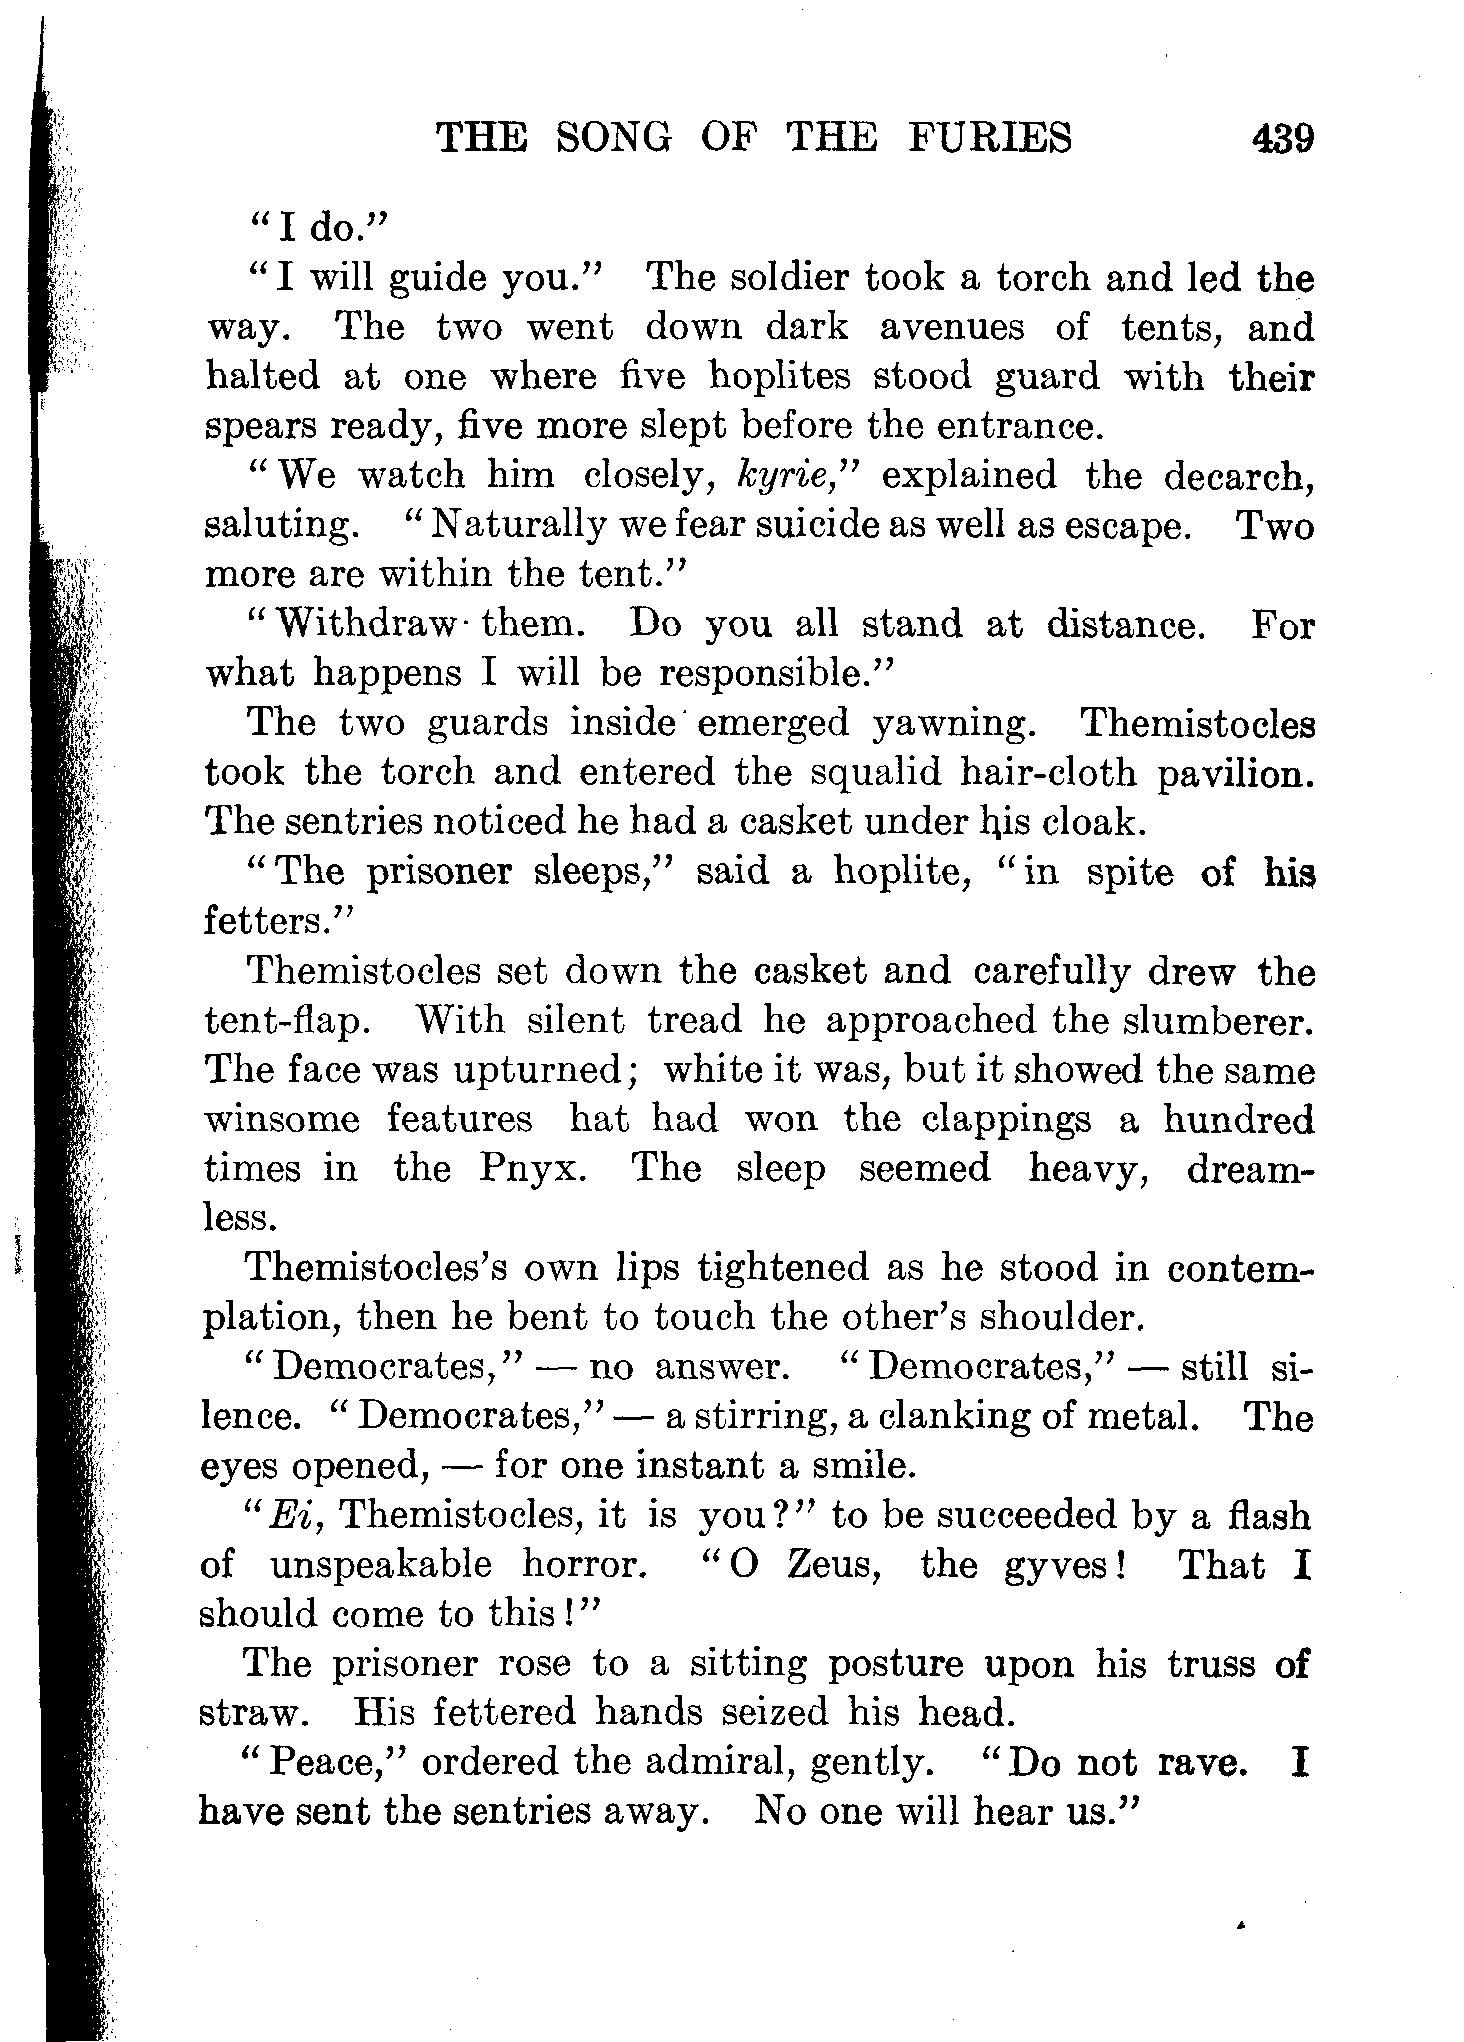 THE SONG OF THE FURIES 439
"I do."
"I will guide you." The soldier took a torch and led the
way. The two went down dark avenues of tents, and
halted at one where five hoplites stood guard with their
spears ready, five more slept before the entrance.
"We watch him closely, kyrie," explained the decarch,
saluting. "Naturally we fear suicide as well as escape. Two
more are within the tent."
"Withdraw them. Do you all stand at distance. For
what happens I will be responsible."
The two guards inside emerged yawning. Themistocles
took the torch and entered the squalid hair-cloth pavilion.
The sentries noticed he had a casket under his cloak.
"The prisoner sleeps," said a hoplite, "in spite of his
fetters."
Themistocles set down the casket and carefully drew the
tent-flap. With silent tread he approached the slumberer.
The face was upturned; white it was, but it showed the same
winsome features hat had won the clappings a hundred
times in the Pnyx. The sleep seemed heavy, dream-
less.
Themistocles's own lips tightened as he stood in contem-
plation, then he bent to touch the other's shoulder.
"Democrates," — no answer. "Democrates," — still si-
lence. "Democrates," — a stirring, a clanking of metal. The
eyes opened, — for one instant a smile.
"Ei, Themistocles, it is you?" to be succeeded by a flash
of unspeakable horror. "O Zeus, the gyves! That I
should come to this!"
The prisoner rose to a sitting posture upon his truss of
straw. His fettered hands seized his head.
"Peace," ordered the admiral, gently. "Do not rave. I
have sent the sentries away. No one will hear us."